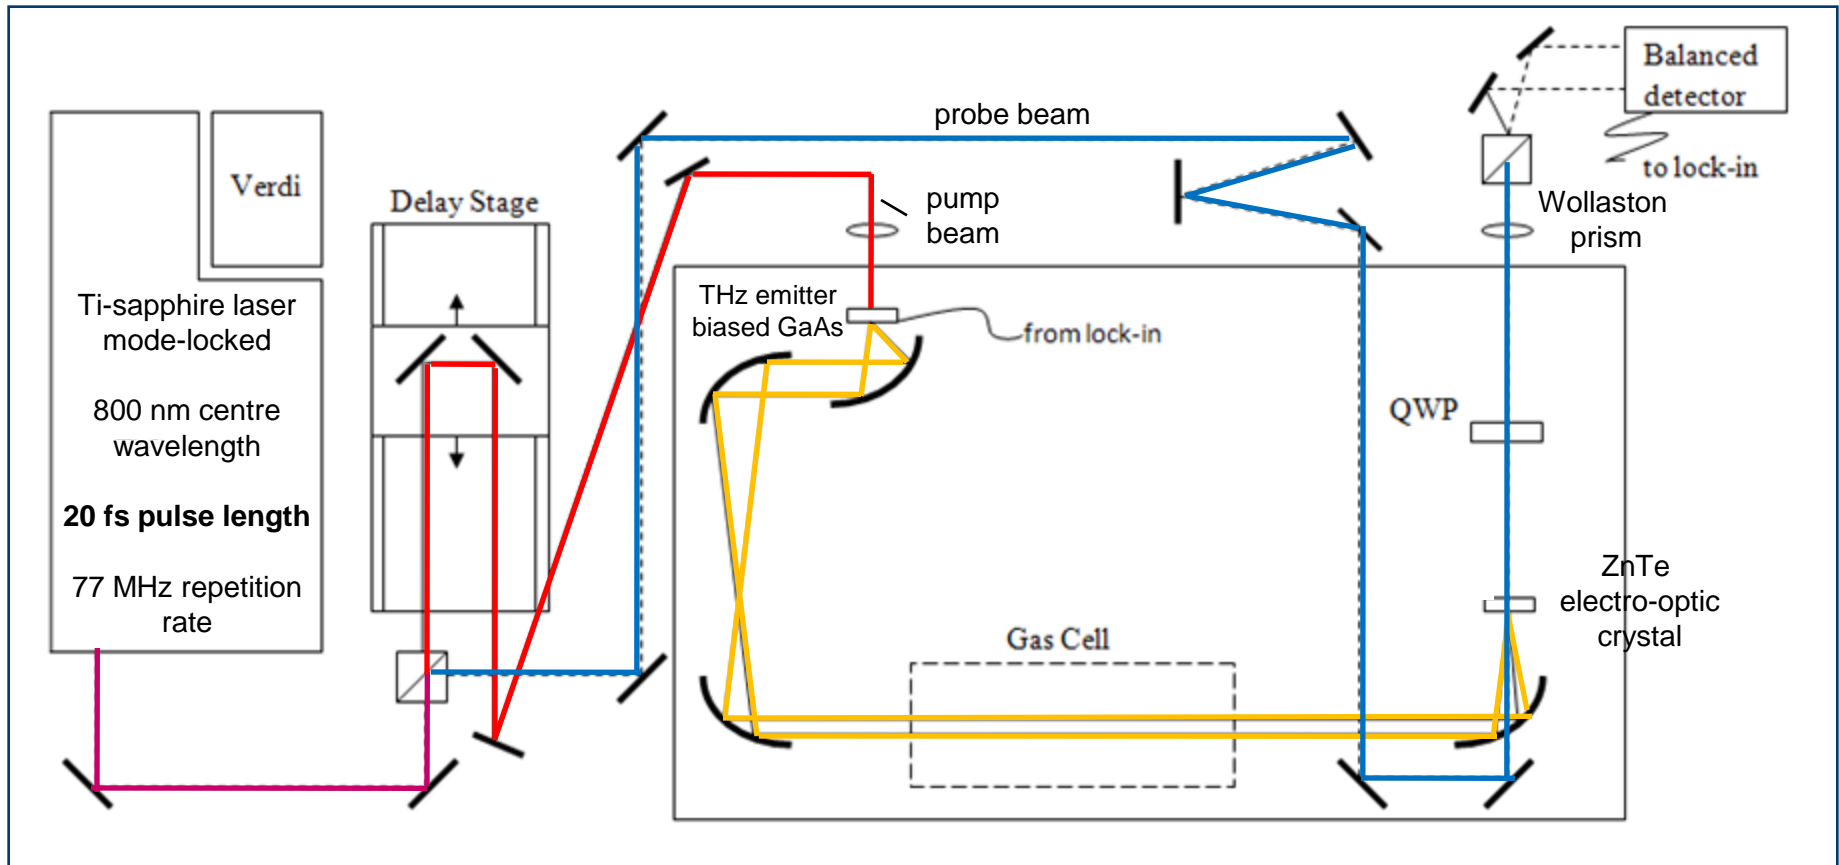 Balanced
detector
to lock-in
probe beam
Verdi
Delay Stage
pump
beam
Wollaston
prism
Ti-sapphire laser
mode-locked
800 nm centre
wavelength
20 fs pulse length
77 MHz repetition
rate
THz emitter
biased GaAs
from lock-in
QWP
ZnTe
electro-optic
crystal
Gas Cell